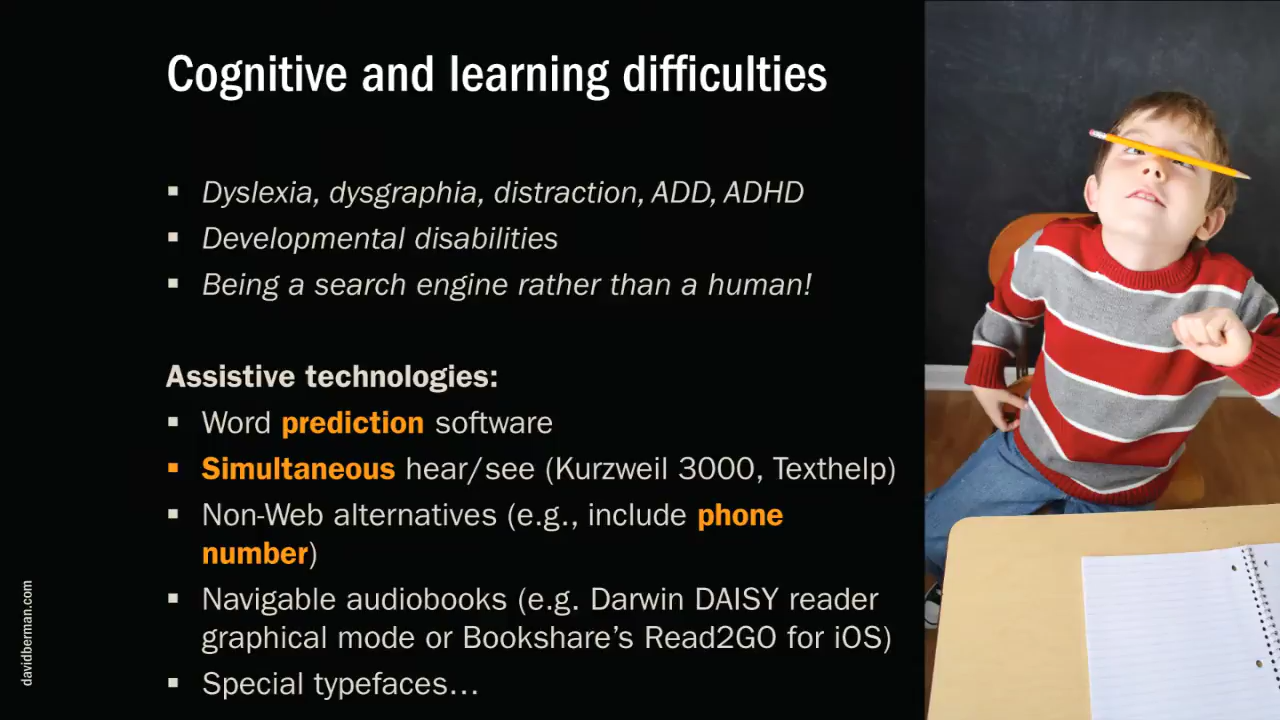 Cognitive and learning difficulties
▪ Dyslexia, dysgraphia, distraction, ADD, ADHD
▪ Developmental disabilities
▪ Being a search engine rather than a human!
Assistive technologies:
▪ Word prediction software
▪ Simultaneous hear/see (Kurzweil 3000, Texthelp)
▪ Non-Web alternatives (e.g., include phone
number)
▪ Navigable audiobooks (e.g. Darwin DAISY reader
graphical mode or Bookshare’s Read2GO for iOS)
▪ Special typefaces…
davidberman.com